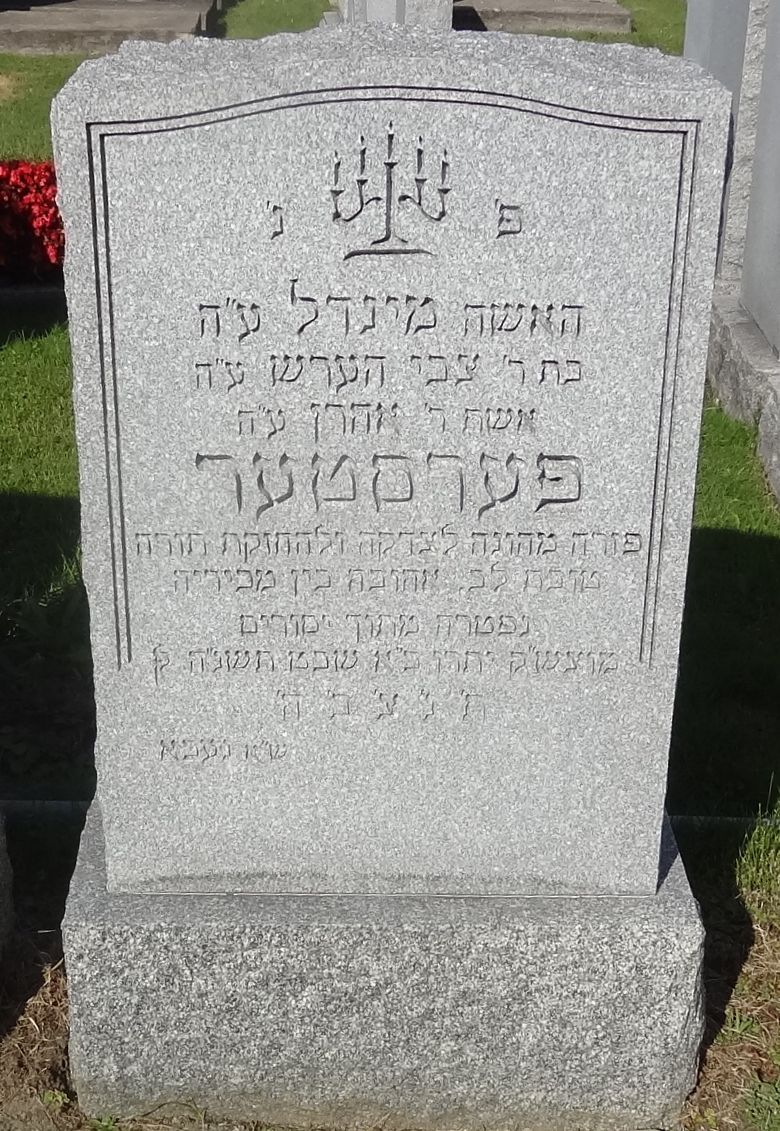 פ' נ'
האשה מינדל ע"ה
בת ר' צבי הערש ע"ה
אשת ר' אהרן ע"ה
פערסטער
פזרה מהונה לצדקה ולהחזקת תורה
טובת לב, אהובה בין מכיריה
נפטרה מתוך יסורים
מוצש"ק יתרו כ"א שבט תשנ"ה לק
ת' נ' צ' ב' ה'